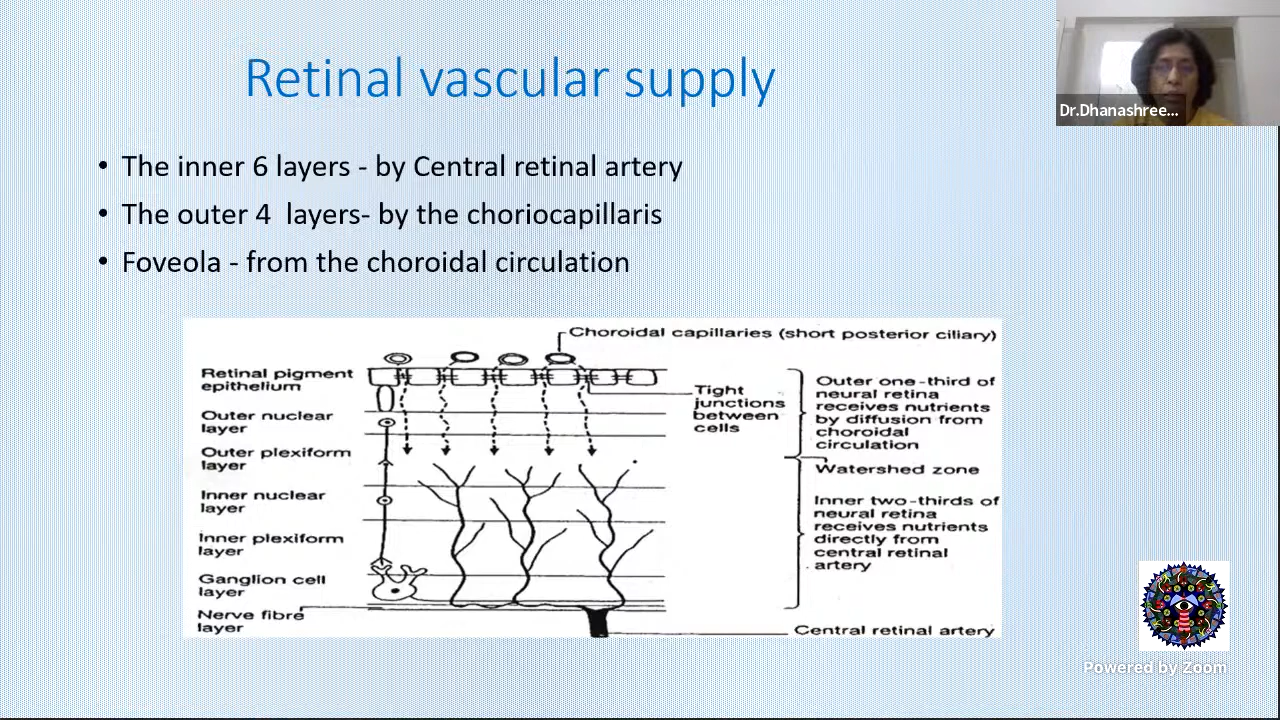 Retinal vascular supply
Dr.Dhanashree...
• The inner 6 layers - by Central retinal artery
• The outer 4 layers- by the choriocapillaris
• Foveola - from the choroidal circulation
Choroidal capillaries (short posterior ciliary)
Retinal pigment
epithelium
Outer nuclear
layer
Outer plexiform
layer
Inner nuclear
layer
Inner plexiform
layer
Ganglion cell
layer
Nerve fibre
layer
Tight
junctions
between
cells
Outer one-third of
neural retina
receives nutrients
by diffusion from
choroidal
circulation
Watershed zone
Inner two-thirds of
neural retina
receives nutrients
directly from
central retinal
artery
Central retinal artery
Powered by Zoom